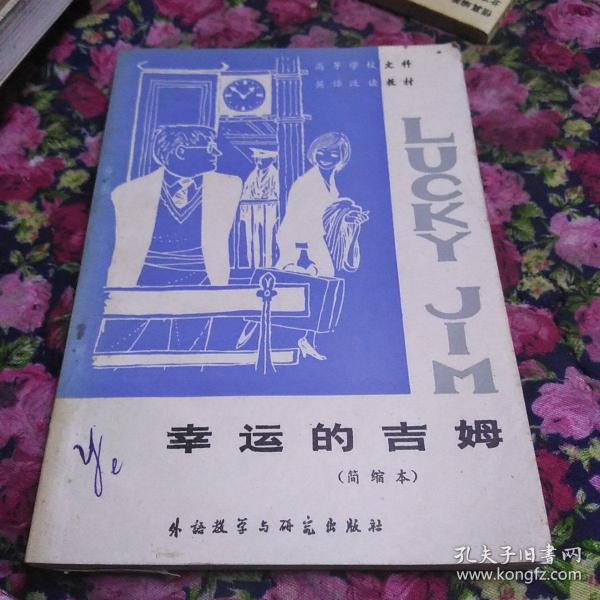 高等学校文科
英语泛读教材
LUCKY JIM
幸运的吉姆
(简缩本)
外语教学与研究出版社
Ye
孔夫子旧书网
www.kongfz.com